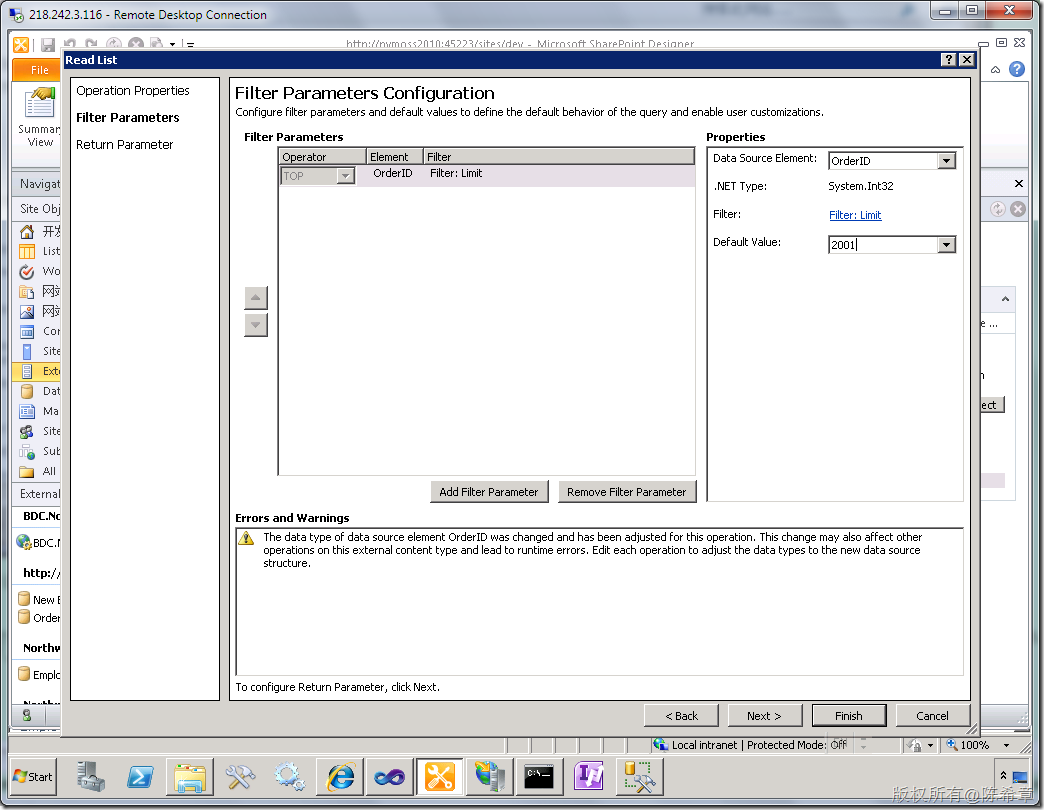 218.242.3.116 - Remote Desktop Connection
http://nymoss2010:45223/sites/dev - Microsoft SharePoint Designer
Read List
File
Summar
View
Navigat
Site Obj
开发
List
Wo
网站
网站
Con
Site
Exte
Dat
Ma
Site
Sub
All
External
BDC.No
BDC.N
http://
New E
Order
Northw
Emplo
Operation Properties
Filter Parameters
Return Parameter
Filter Parameters Configuration
Configure filter parameters and default values to define the default behavior of the query and enable user customizations.
Filter Parameters
Operator Element Filter
TOP OrderID Filter: Limit
Add Filter Parameter Remove Filter Parameter
Properties
Data Source Element: OrderID
.NET Type: System.Int32
Filter: Filter: Limit
Default Value: 2001
e ...
n
ect
Errors and Warnings
The data type of data source element OrderID was changed and has been adjusted for this operation. This change may also affect other
operations on this external content type and lead to runtime errors. Edit each operation to adjust the data types to the new data source
structure.
To configure Return Parameter, click Next.
< Back Next > Finish Cancel
Local intranet | Protected Mode: Off 100%
Start
版权所有@陈希章